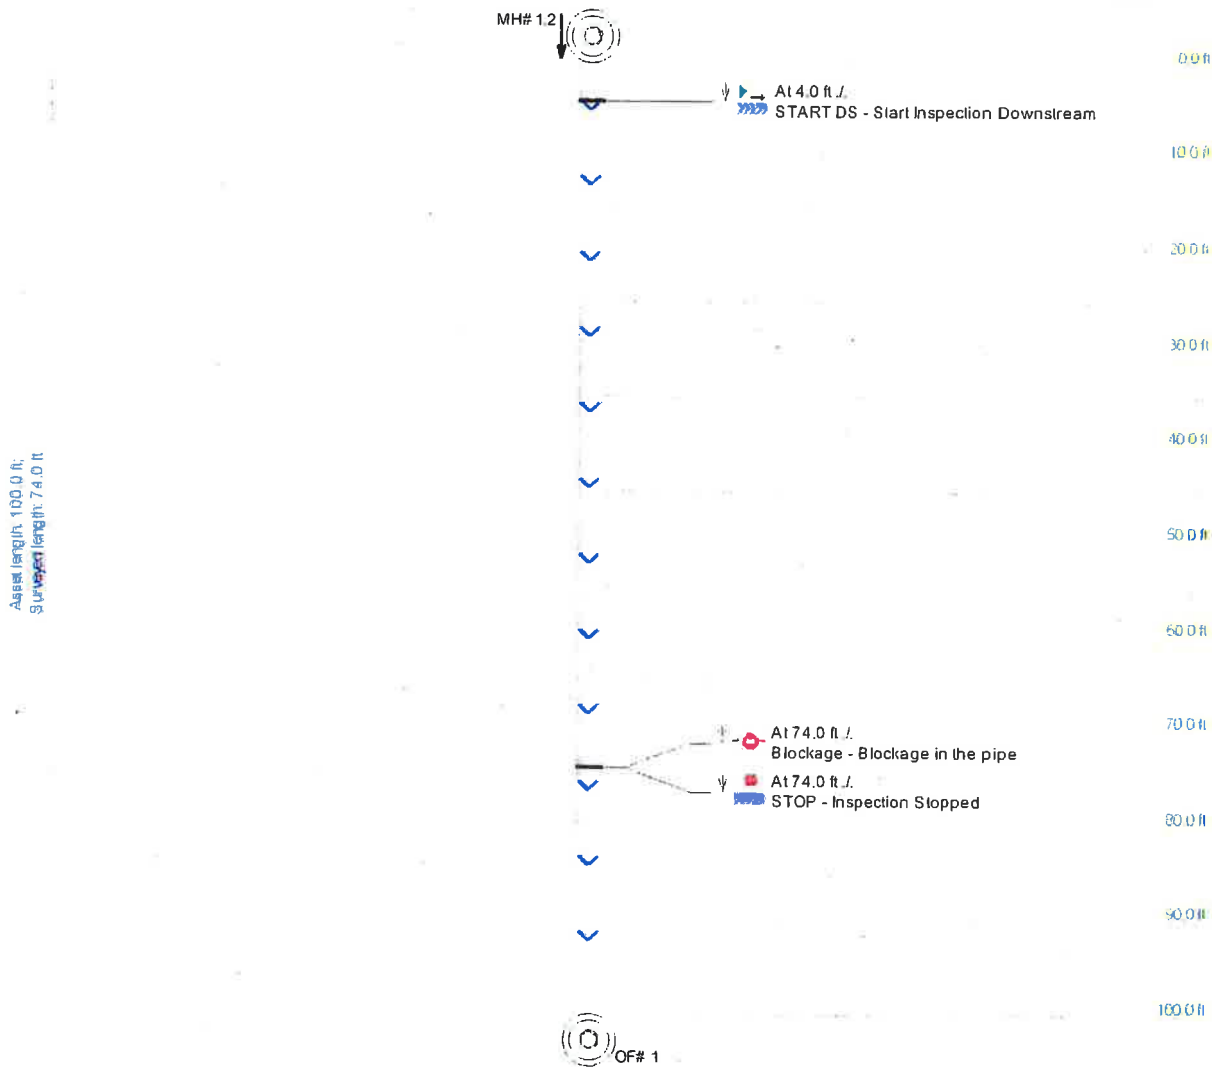 MH# 12
0.0 ft
At 4.0 ft /.
START DS - Start Inspection Downstream
10.0 ft
20.0 ft
30.0 ft
40.0 ft
Asset length: 100.0 ft;
Surveyed length: 74.0 ft
50.0 ft
60.0 ft
70.0 ft
At 74.0 ft /.
Blockage - Blockage in the pipe
At 74.0 ft /.
STOP - Inspection Stopped
80.0 ft
90.0 ft
100.0 ft
OF# 1